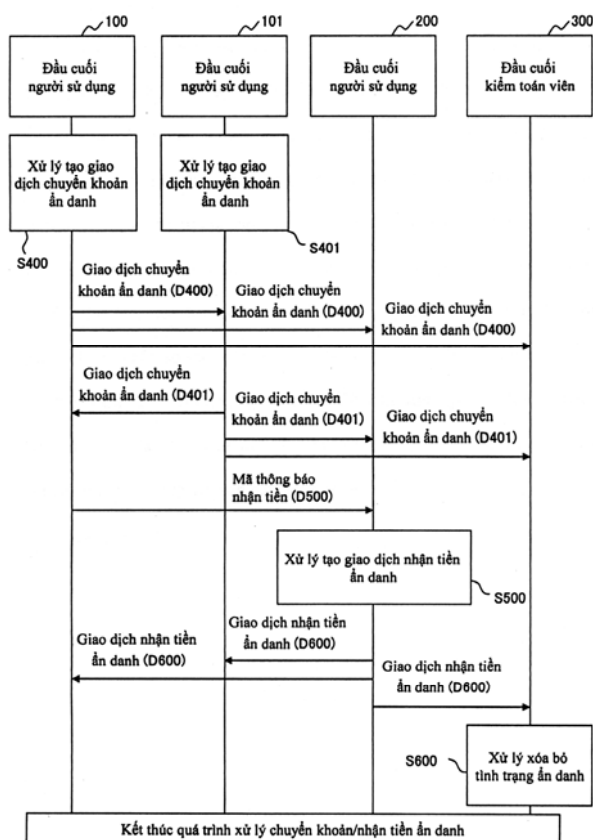 100
101
200
300
Đầu cuối
người sử dụng
Đầu cuối
người sử dụng
Đầu cuối
người sử dụng
Đầu cuối
kiểm toán viên
Xử lý tạo giao
dịch chuyển khoản
ẩn danh
Xử lý tạo giao
dịch chuyển khoản
ẩn danh
S400
S401
Giao dịch chuyển
khoản ẩn danh (D400)
Giao dịch chuyển
khoản ẩn danh (D400)
Giao dịch chuyển
khoản ẩn danh (D400)
Giao dịch chuyển
khoản ẩn danh (D401)
Giao dịch chuyển
khoản ẩn danh (D401)
Giao dịch chuyển
khoản ẩn danh (D401)
Mã thông báo
nhận tiền (D500)
Xử lý tạo giao dịch nhận tiền
ẩn danh
S500
Giao dịch nhận tiền
ẩn danh (D600)
Giao dịch nhận tiền
ẩn danh (D600)
Giao dịch nhận tiền
ẩn danh (D600)
S600
Xử lý xóa bỏ
tình trạng ẩn danh
Kết thúc quá trình xử lý chuyển khoản/nhận tiền ẩn danh